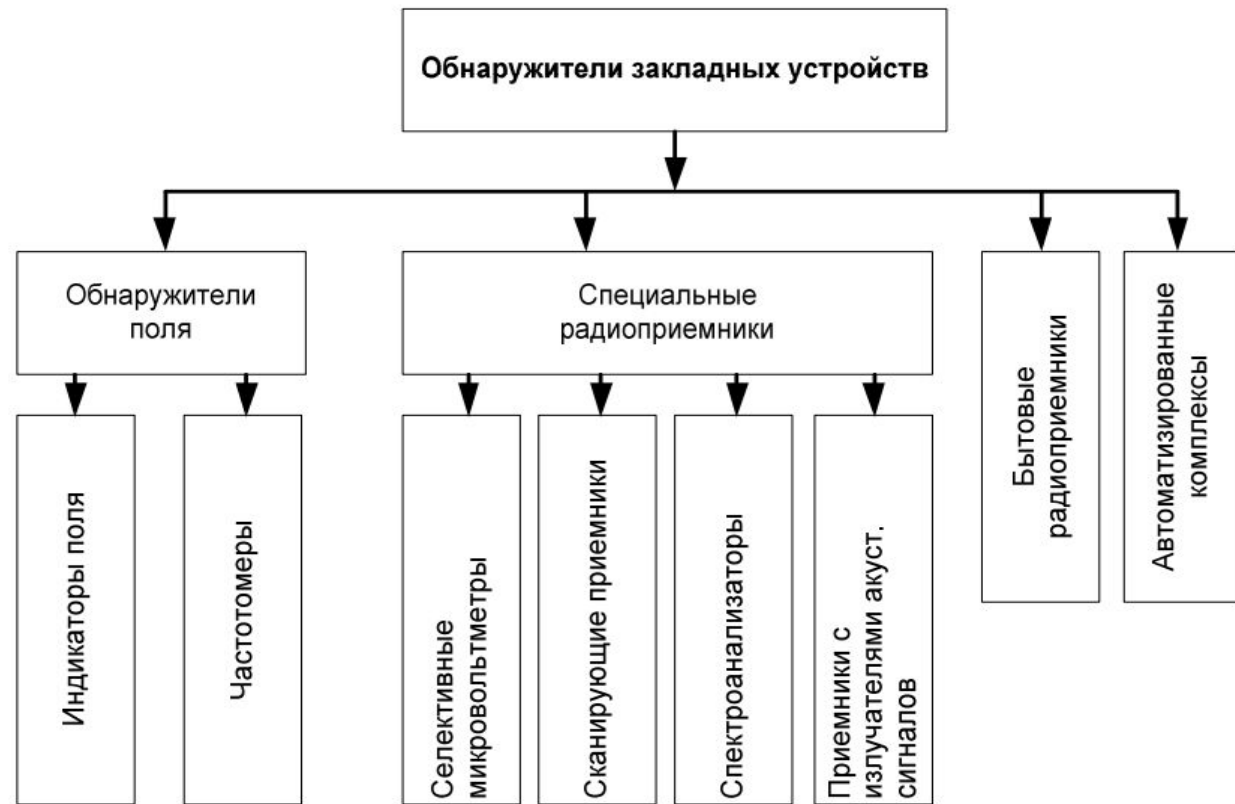 Обнаружители закладных устройств
Обнаружители
поля
Специальные
радиоприемники
Бытовые
радиоприемники
Автоматизированные
комплексы
Индикаторы поля
Частотомеры
Селективные
микровольтметры
Сканирующие приемники
Спектроанализаторы
Приемники с
излучателями акуст.
сигналов